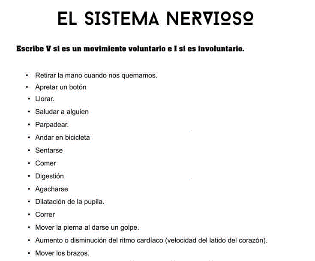 EL SISTEMA NERVIOSO
Escribe V si es un movimiento voluntario e I si es involuntario.
• Retirar la mano cuando nos quemamos.
• Apretar un botón
• Llorar.
• Saludar a alguien
• Parpadear.
• Andar en bicicleta
• Sentarse
• Comer
• Digestión
• Agacharse
• Dilatación de la pupila.
• Correr
• Mover la pierna al darse un golpe.
• Aumento o disminución del ritmo cardíaco (velocidad del latido del corazón).
• Mover los brazos.